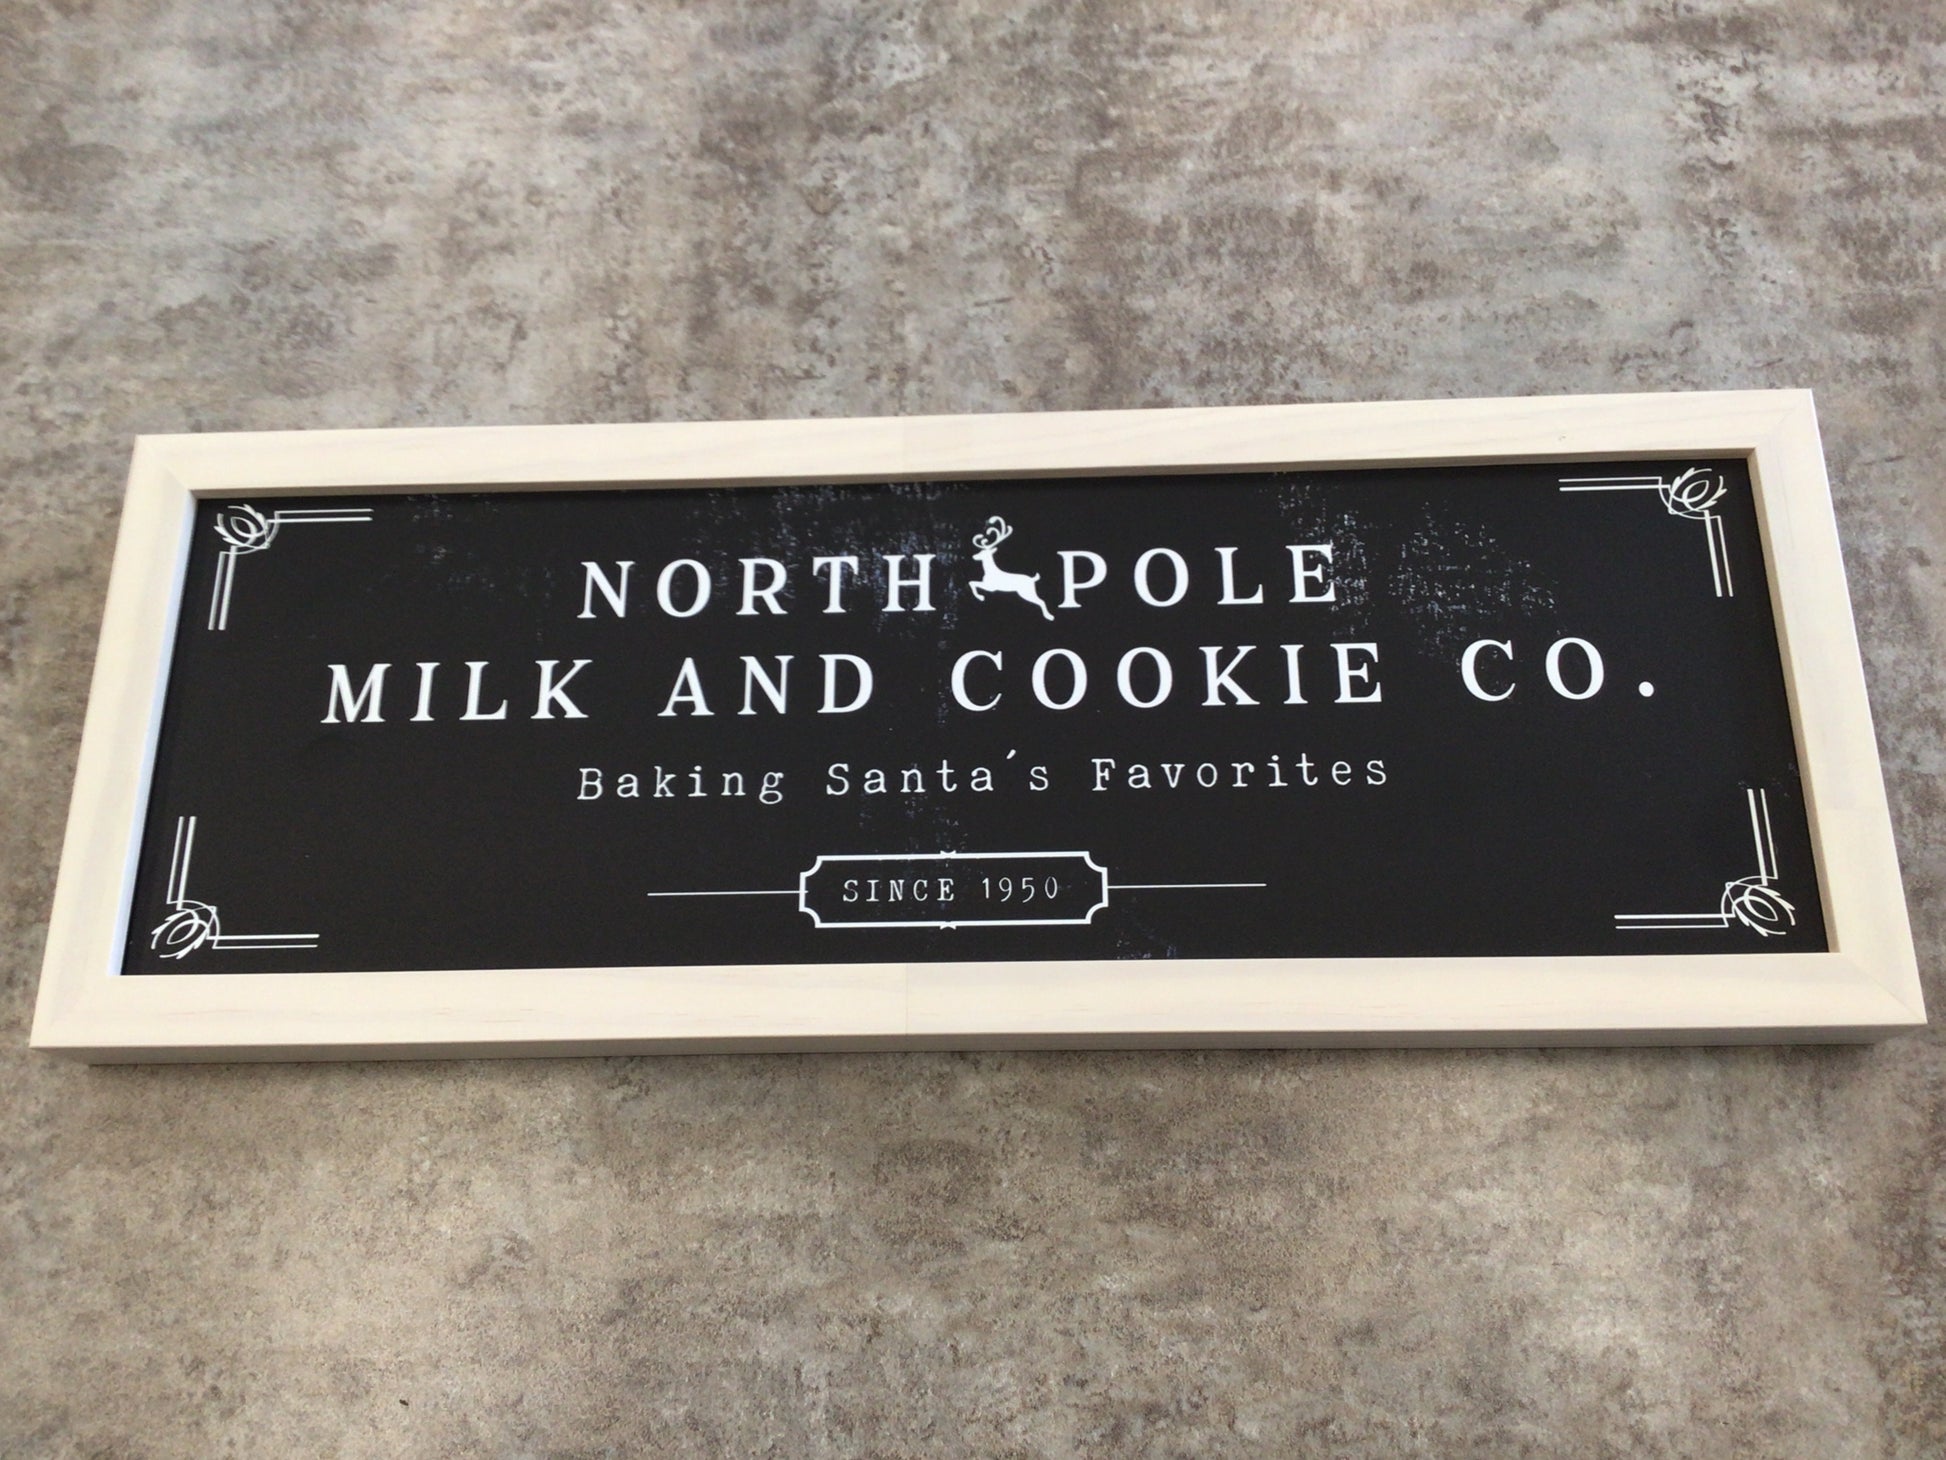 NORTH POLE
MILK AND COOKIE CO.
Baking Santa's Favorites
SINCE 1950